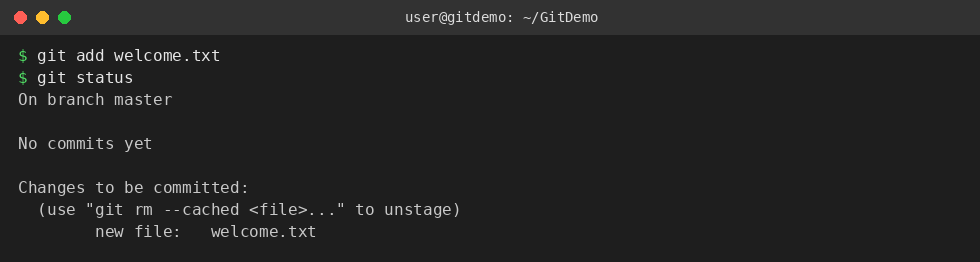 user@gitdemo: ~/GitDemo
$ git add welcome.txt
$ git status
On branch master

No commits yet

Changes to be committed:
  (use "git rm --cached <file>..." to unstage)
        new file:   welcome.txt